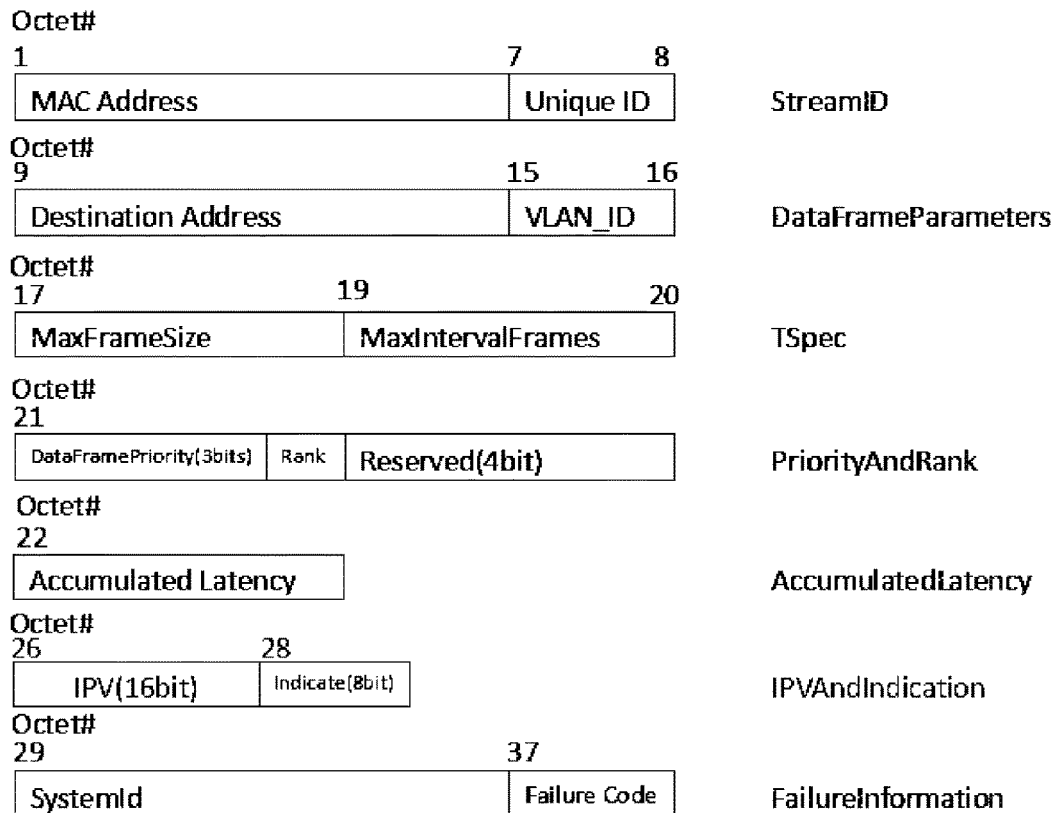 Octet#
1 7 8
MAC Address Unique ID StreamID
Octet#
9 15 16
Destination Address VLAN_ID DataFrameParameters
Octet#
17 19 20
MaxFrameSize MaxIntervalFrames TSpec
Octet#
21
DataFramePriority(3bits) Rank Reserved(4bit) PriorityAndRank
Octet#
22
Accumulated Latency AccumulatedLatency
Octet#
26 28
IPV(16bit) Indicate(8bit) IPVAndIndication
Octet#
29 37
SystemId Failure Code FailureInformation